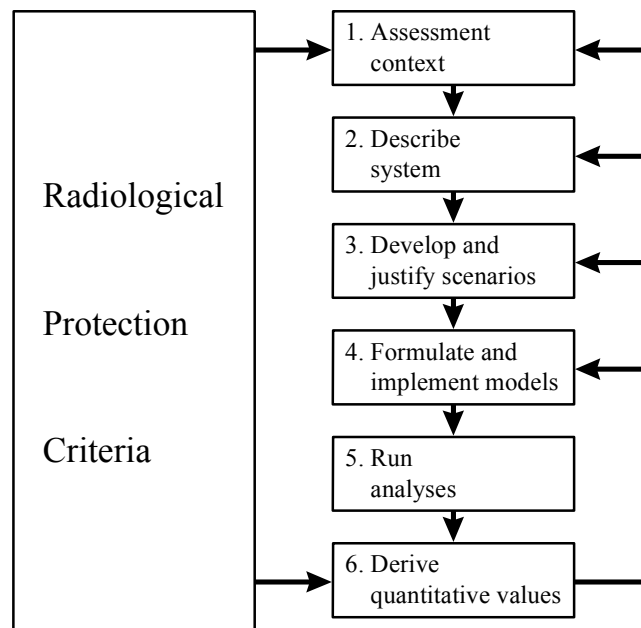 Radiological
Protection
Criteria
1. Assessment
context
2. Describe
system
3. Develop and
justify scenarios
4. Formulate and
implement models
5. Run
analyses
6. Derive
quantitative values